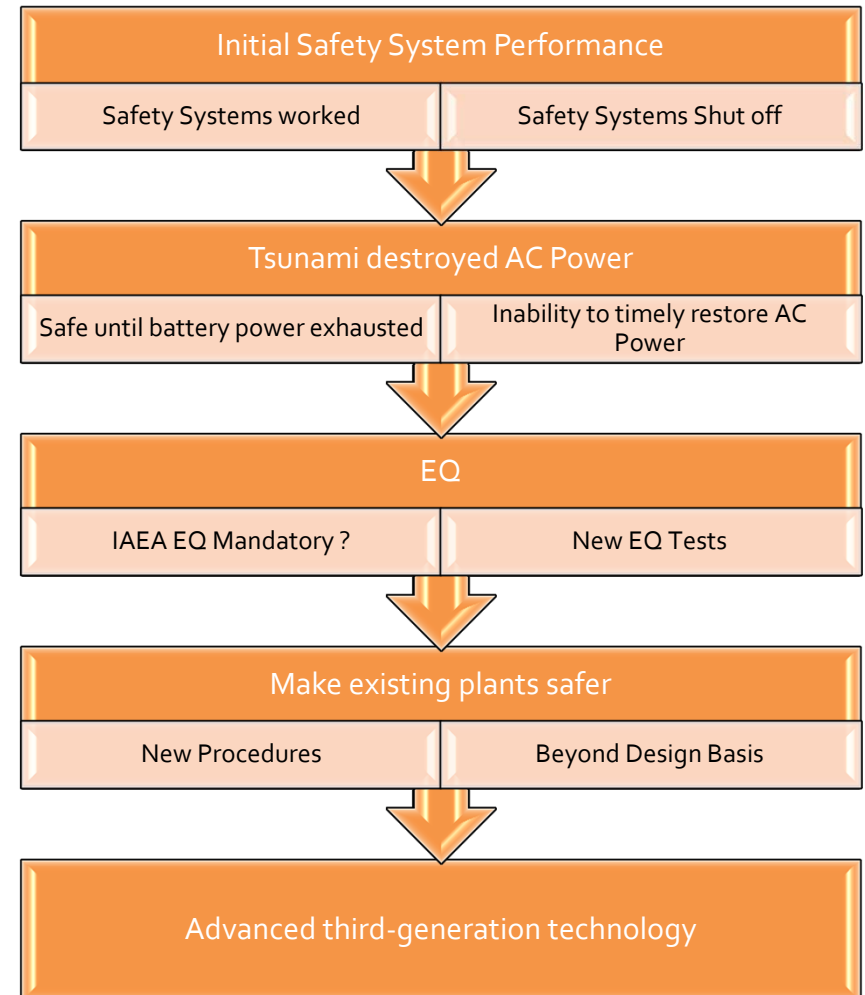 Initial Safety System Performance
Safety Systems worked
Safety Systems Shut off
Tsunami destroyed AC Power
Safe until battery power exhausted
Inability to timely restore AC
Power
EQ
IAEA EQ Mandatory ?
New EQ Tests
Make existing plants safer
New Procedures
Beyond Design Basis
Advanced third-generation technology